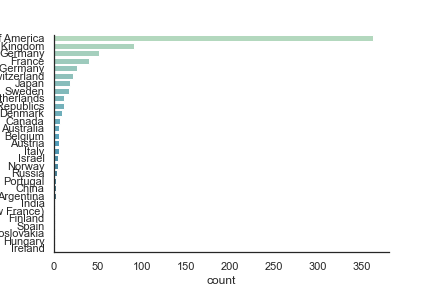 f America
Kingdom
Germany
France
Germany
vitzerland
Japan
Sweden
therlands
Republics
Denmark
Canada
Australia
Belgium
Austria
Italy
Israel
Norway
Russia
Portugal
China
Argentina
India
w France)
Finland
Spain
oslovakia
Hungary
Ireland
0 50 100 150 200 250 300 350
count